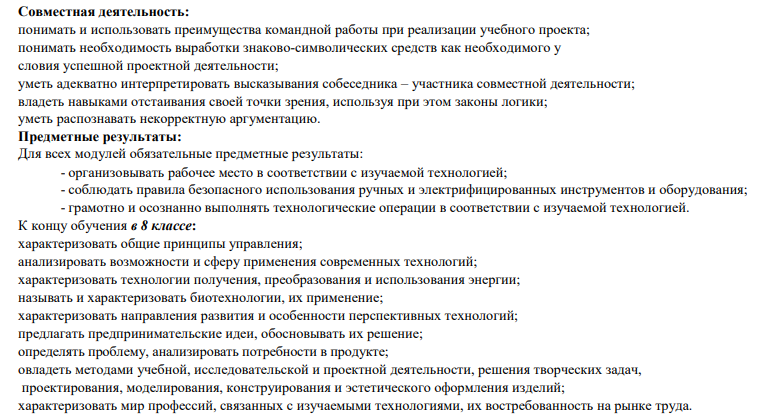 Совместная деятельность:
понимать и использовать преимущества командной работы при реализации учебного проекта;
понимать необходимость выработки знаково-символических средств как необходимого у
словия успешной проектной деятельности;
уметь адекватно интерпретировать высказывания собеседника – участника совместной деятельности;
владеть навыками отстаивания своей точки зрения, используя при этом законы логики;
уметь распознавать некорректную аргументацию.
Предметные результаты:
Для всех модулей обязательные предметные результаты:
- организовывать рабочее место в соответствии с изучаемой технологией;
- соблюдать правила безопасного использования ручных и электрифицированных инструментов и оборудования;
- грамотно и осознанно выполнять технологические операции в соответствии с изучаемой технологией.
К концу обучения в 8 классе:
характеризовать общие принципы управления;
анализировать возможности и сферу применения современных технологий;
характеризовать технологии получения, преобразования и использования энергии;
называть и характеризовать биотехнологии, их применение;
характеризовать направления развития и особенности перспективных технологий;
предлагать предпринимательские идеи, обосновывать их решение;
определять проблему, анализировать потребности в продукте;
овладеть методами учебной, исследовательской и проектной деятельности, решения творческих задач,
проектирования, моделирования, конструирования и эстетического оформления изделий;
характеризовать мир профессий, связанных с изучаемыми технологиями, их востребованность на рынке труда.